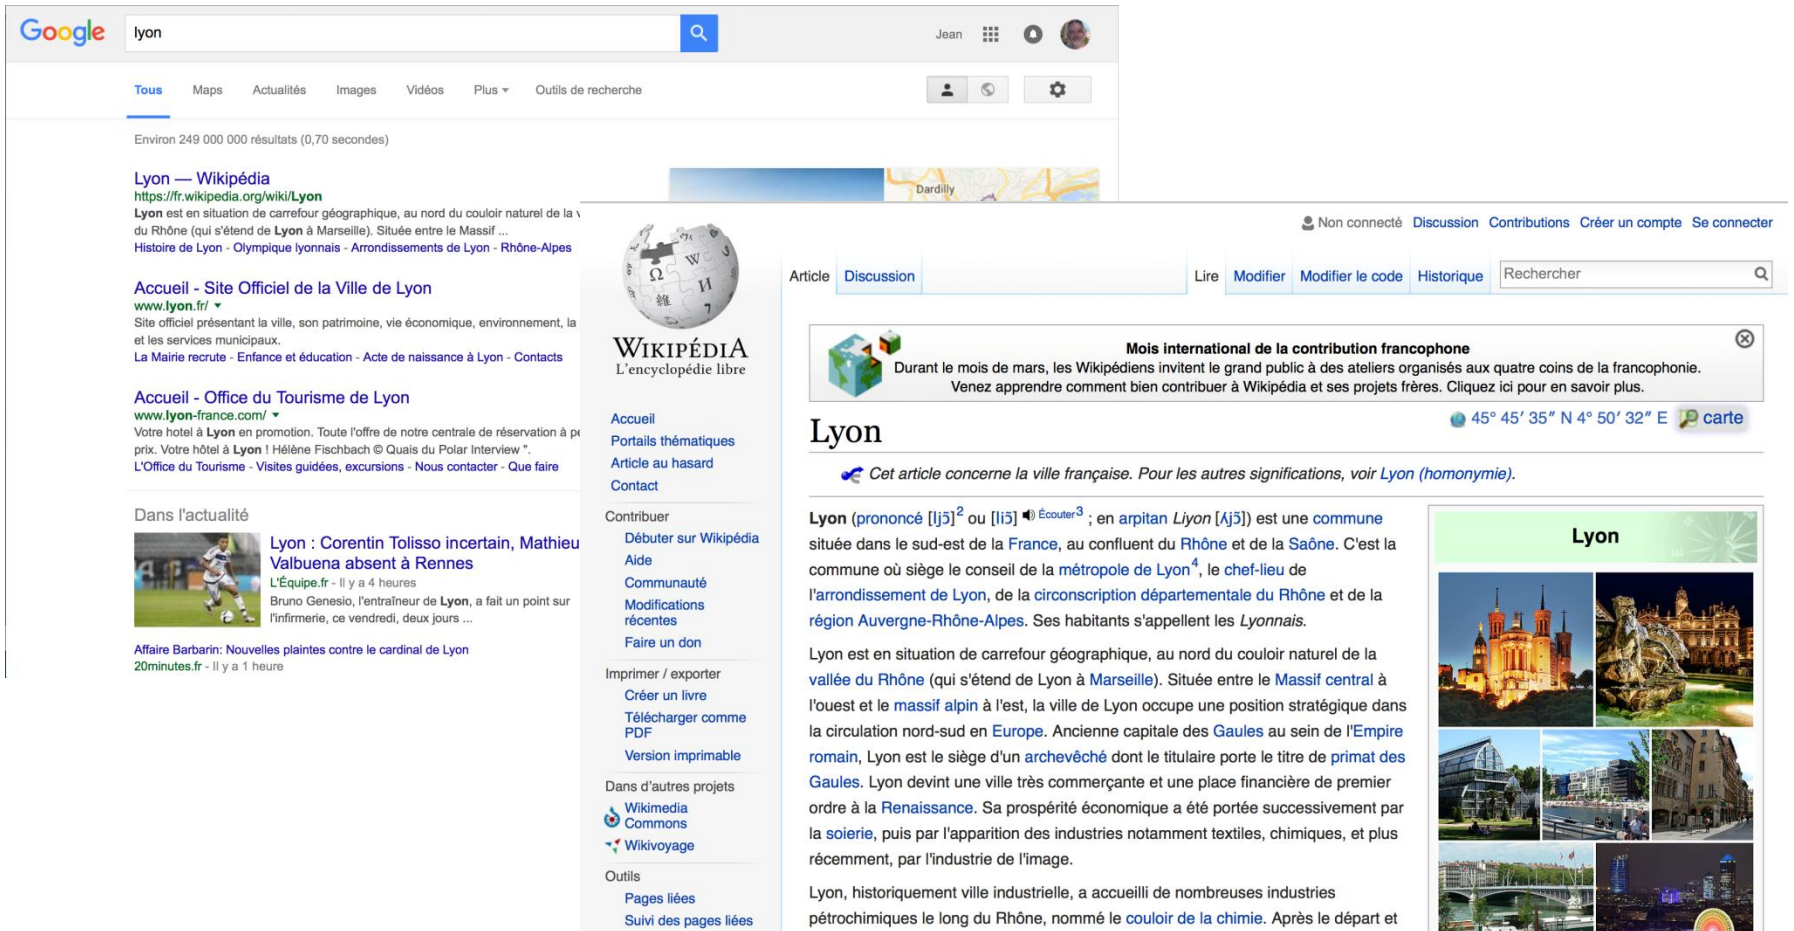 Google
lyon
Jean
Tous Maps Actualités Images Vidéos Plus Outils de recherche
Environ 249 000 000 résultats (0,70 secondes)
Lyon — Wikipédia
https://fr.wikipedia.org/wiki/Lyon
Lyon est en situation de carrefour géographique, au nord du couloir naturel de la
du Rhône (qui s'étend de Lyon à Marseille). Située entre le Massif ...
Histoire de Lyon - Olympique lyonnais - Arrondissements de Lyon - Rhône-Alpes
Accueil - Site Officiel de la Ville de Lyon
www.lyon.fr/
Site officiel présentant la ville, son patrimoine, vie économique, environnement, la
et les services municipaux.
La Mairie recrute - Enfance et éducation - Acte de naissance à Lyon - Contacts
Accueil - Office du Tourisme de Lyon
www.lyon-france.com/
Votre hotel à Lyon en promotion. Toute l'offre de notre centrale de réservation à
prix. Votre hôtel à Lyon ! Hélène Fischbach © Quais du Polar Interview ".
L'Office du Tourisme - Visites guidées, excursions - Nous contacter - Que faire
Dans l'actualité
Lyon : Corentin Tolisso incertain, Mathieu
Valbuena absent à Rennes
L'Équipe.fr - Il y a 4 heures
Bruno Genesio, l'entraîneur de Lyon, a fait un point sur
l'infirmerie, ce vendredi, deux jours ...
Affaire Barbarin: Nouvelles plaintes contre le cardinal de Lyon
20minutes.fr - Il y a 1 heure
Dardilly
WIKIPÉDIA
L'encyclopédie libre
Accueil
Portails thématiques
Article au hasard
Contact
Contribuer
Débuter sur Wikipédia
Aide
Communauté
Modifications
récentes
Faire un don
Imprimer / exporter
Créer un livre
Télécharger comme
PDF
Version imprimable
Dans d'autres projets
Wikimedia
Commons
Wikivoyage
Outils
Pages liées
Suivi des pages liées
Non connecté Discussion Contributions Créer un compte Se connecter
Article Discussion Lire Modifier Modifier le code Historique Rechercher
Mois international de la contribution francophone
Durant le mois de mars, les Wikipédiens invitent le grand public à des ateliers organisés aux quatre coins de la francophonie.
Venez apprendre comment bien contribuer à Wikipédia et ses projets frères. Cliquez ici pour en savoir plus.
45° 45′ 35″ N 4° 50′ 32″ E carte
Lyon
Cet article concerne la ville française. Pour les autres significations, voir Lyon (homonymie).
Lyon (prononcé [ljɔ̃]2 ou [liɔ̃] Écouter3 ; en arpitan Liyon [ʎjɔ̃]) est une commune
située dans le sud-est de la France, au confluent du Rhône et de la Saône. C'est la
commune où siège le conseil de la métropole de Lyon4, le chef-lieu de
l'arrondissement de Lyon, de la circonscription départementale du Rhône et de la
région Auvergne-Rhône-Alpes. Ses habitants s'appellent les Lyonnais.
Lyon est en situation de carrefour géographique, au nord du couloir naturel de la
vallée du Rhône (qui s'étend de Lyon à Marseille). Située entre le Massif central à
l'ouest et le massif alpin à l'est, la ville de Lyon occupe une position stratégique dans
la circulation nord-sud en Europe. Ancienne capitale des Gaules au sein de l'Empire
romain, Lyon est le siège d'un archevêché dont le titulaire porte le titre de primat des
Gaules. Lyon devint une ville très commerçante et une place financière de premier
ordre à la Renaissance. Sa prospérité économique a été portée successivement par
la soierie, puis par l'apparition des industries notamment textiles, chimiques, et plus
récemment, par l'industrie de l'image.
Lyon, historiquement ville industrielle, a accueilli de nombreuses industries
pétrochimiques le long du Rhône, nommé le couloir de la chimie. Après le départ et
Lyon